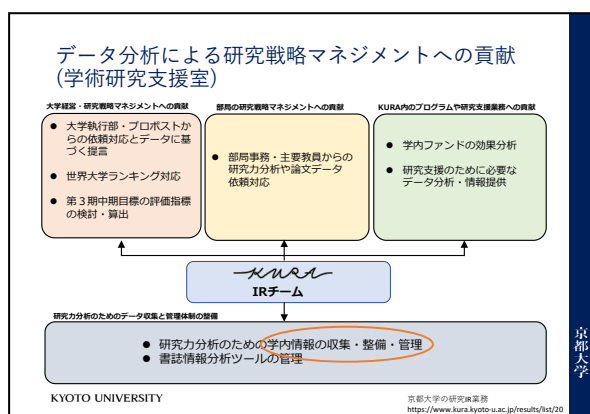 データ分析による研究戦略マネジメントへの貢献
(学術研究支援室)
大学経営・研究戦略マネジメントへの貢献
● 大学執行部・プロボストか
らの依頼対応とデータに基
づく提言
● 世界大学ランキング対応
● 第３期中期目標の評価指標
の検討・算出
部局の研究戦略マネジメントへの貢献
● 部局事務・主要教員からの
研究力分析や論文データ
依頼対応
KURA内のプログラムや研究支援業務への貢献
● 学内ファンドの効果分析
● 研究支援のために必要な
データ分析・情報提供
KURA
IRチーム
研究力分析のためのデータ収集と管理体制の整備
● 研究力分析のための学内情報の収集・整備・管理
● 書誌情報分析ツールの管理
京都大学
KYOTO UNIVERSITY
京都大学の研究IR業務
https://www.kura.kyoto-u.ac.jp/results/list/20